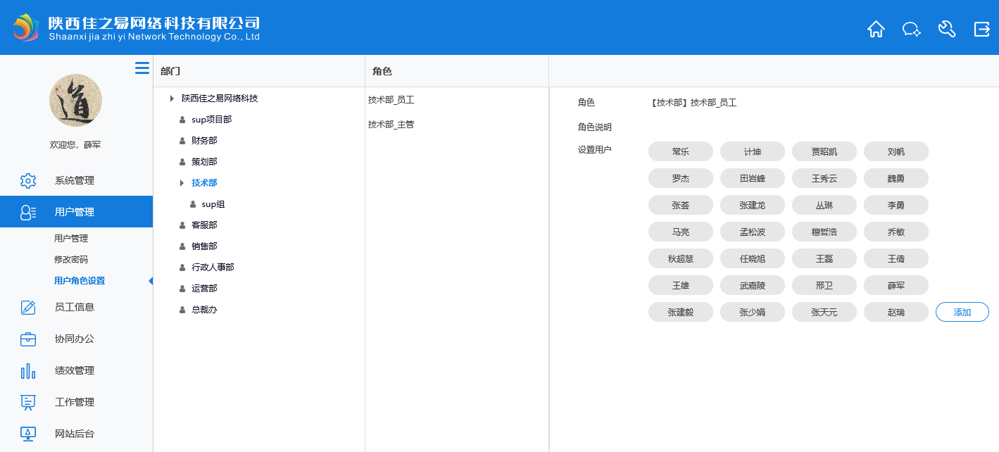 陕西佳之易网络科技有限公司
Shaanxi jia zhi yi Network Technology Co., Ltd
道
欢迎您，薛军
系统管理
用户管理
用户管理
修改密码
用户角色设置
员工信息
协同办公
绩效管理
工作管理
网站后台
部门
陕西佳之易网络科技
sup项目部
财务部
策划部
技术部
sup组
客服部
销售部
行政人事部
运营部
总裁办
角色
技术部_员工
技术部_主管
角色 【技术部】技术部_员工
角色说明
设置用户
常乐 计坤 贾昭凯 刘帆
罗杰 田岩峰 王秀云 魏勇
张荟 张建龙 丛琳 李勇
马亮 孟松波 穆哲浩 乔敏
秋超慧 任晓旭 王磊 王倩
王雄 武嘉陵 邢卫 薛军
张建毅 张少娟 张天元 赵瑞 添加